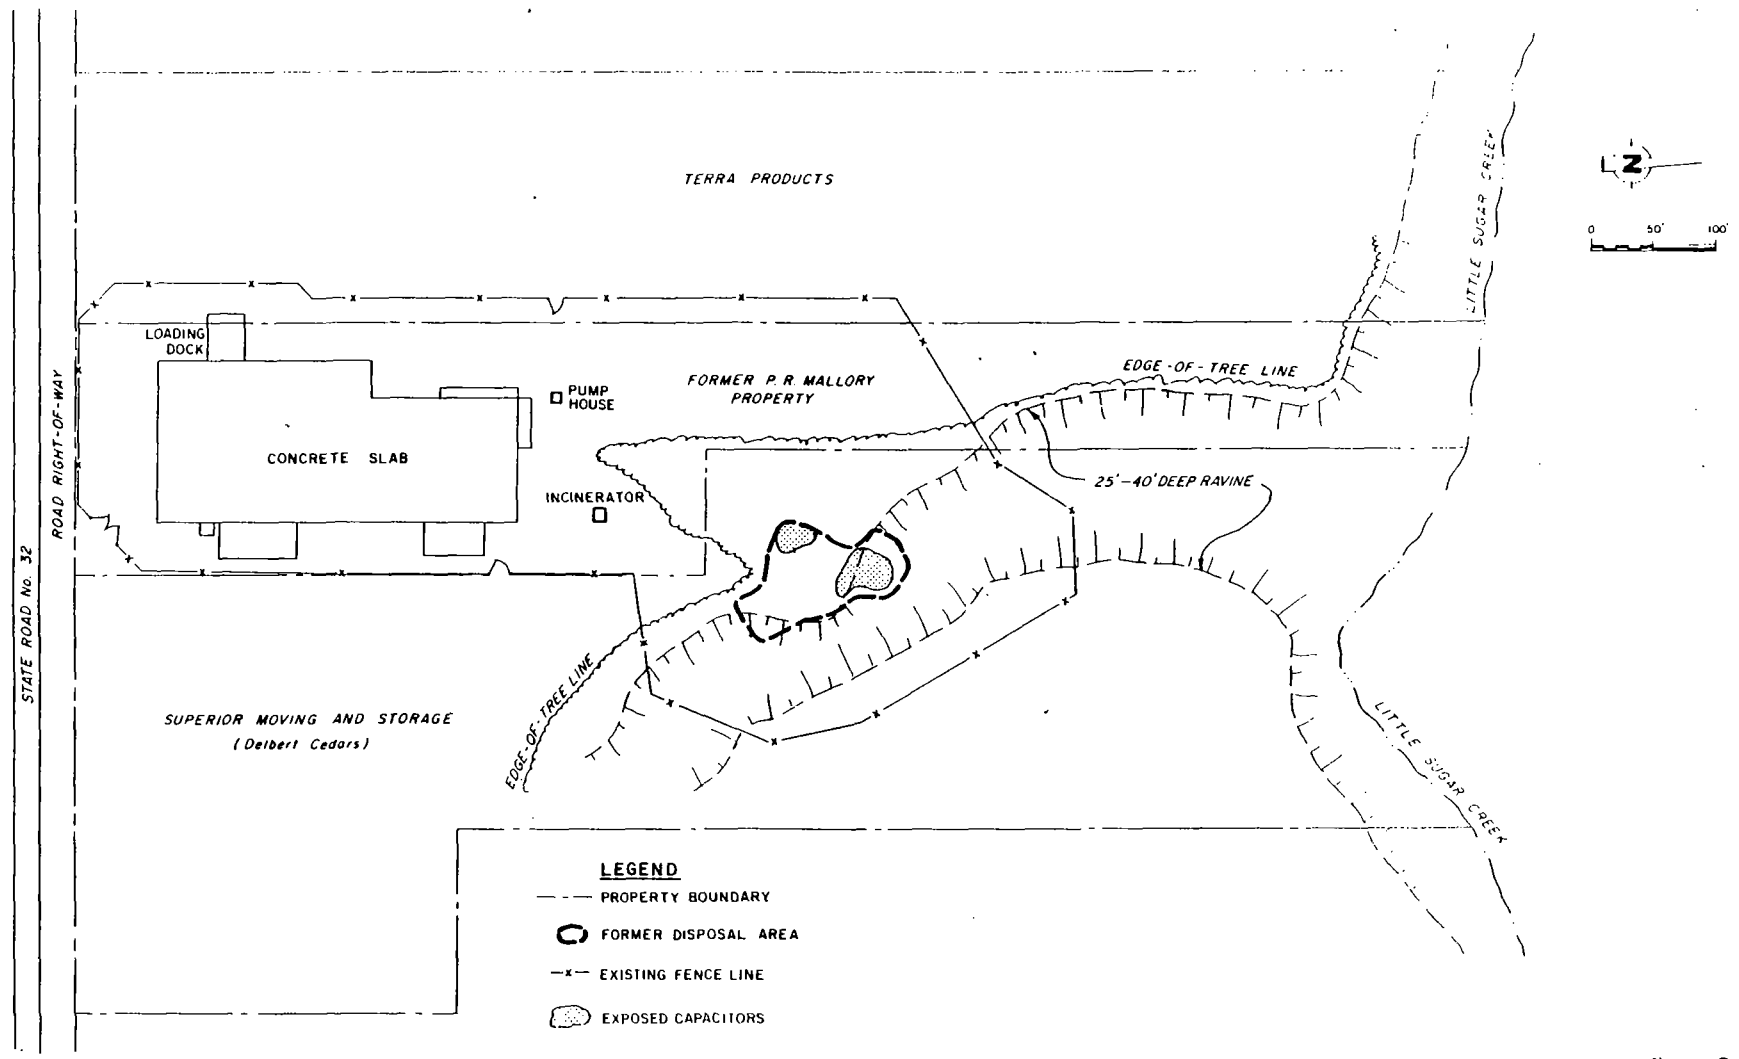 TERRA PRODUCTS
N
0 50' 100'
LITTLE SUGAR CREEK
LOADING
DOCK
EDGE-OF-TREE LINE
FORMER P. R. MALLORY
PROPERTY
PUMP
HOUSE
ROAD RIGHT-OF-WAY
CONCRETE SLAB
25'-40' DEEP RAVINE
INCINERATOR
STATE ROAD No. 32
EDGE-OF-TREE LINE
SUPERIOR MOVING AND STORAGE
(Delbert Cedars)
LITTLE SUGAR CREEK
LEGEND
PROPERTY BOUNDARY
FORMER DISPOSAL AREA
EXISTING FENCE LINE
EXPOSED CAPACITORS